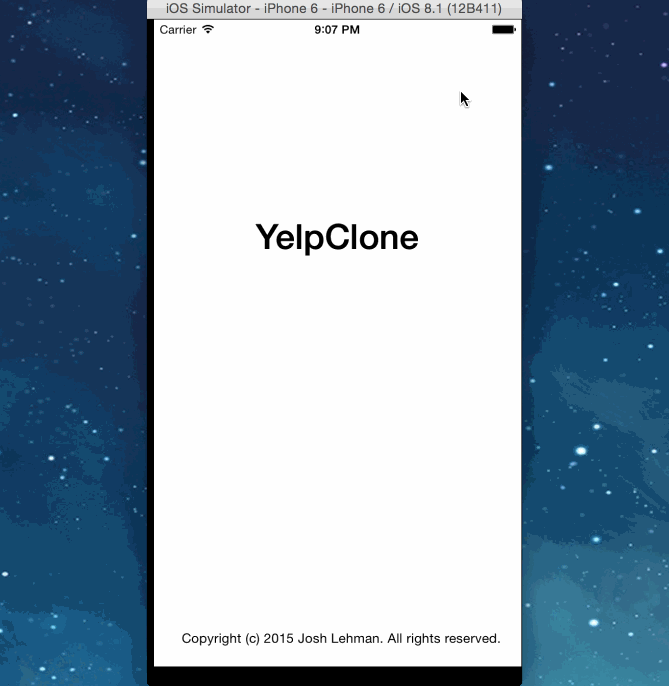 iOS Simulator - iPhone 6 - iPhone 6 / iOS 8.1 (12B411)
Carrier 9:07 PM
YelpClone
Copyright (c) 2015 Josh Lehman. All rights reserved.